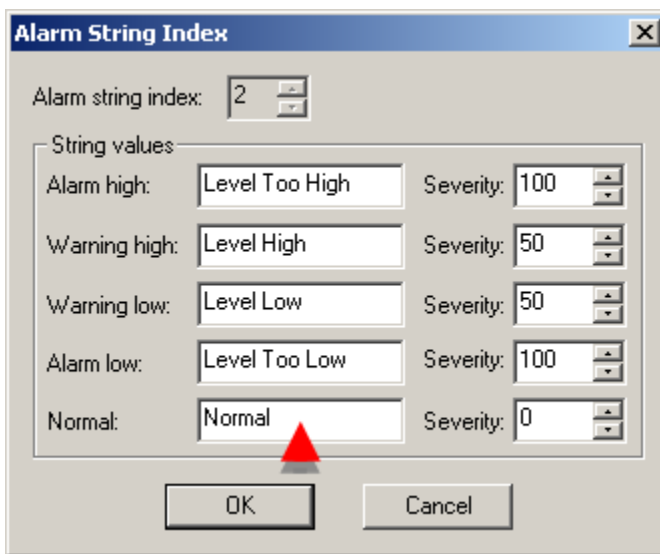 Alarm String Index
Alarm string index: 2
String values
Alarm high: Level Too High Severity: 100
Warning high: Level High Severity: 50
Warning low: Level Low Severity: 50
Alarm low: Level Too Low Severity: 100
Normal: Normal Severity: 0
OK Cancel